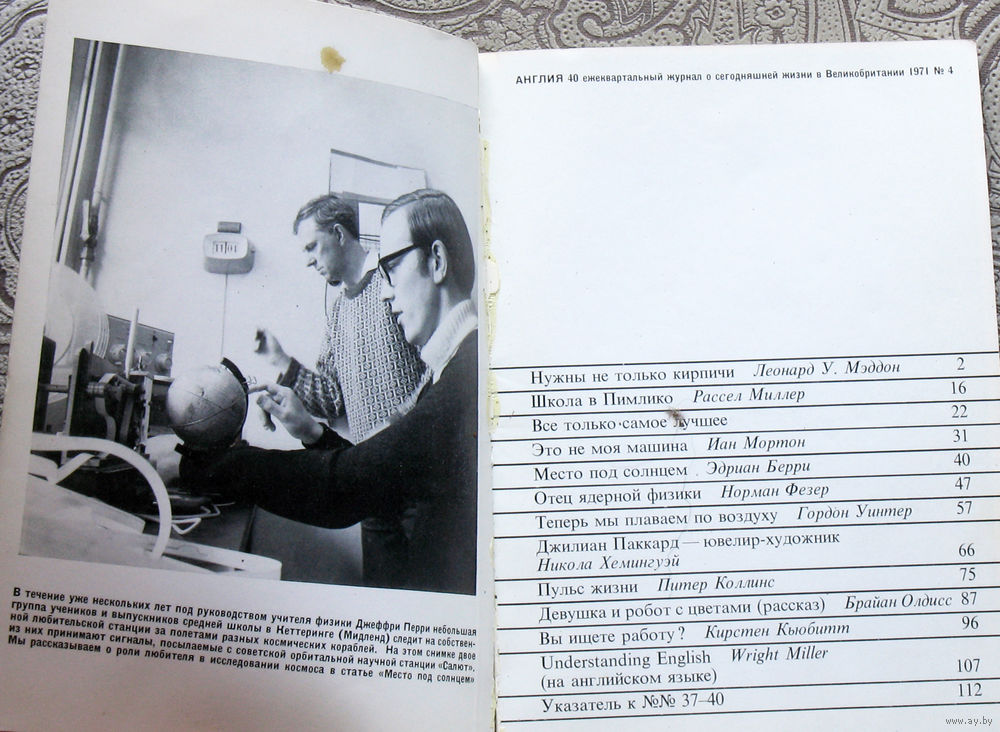 11 01
В течение уже нескольких лет под руководством учителя физики Джеффри Перри небольшая
группа учеников и выпускников средней школы в Кеттеринге (Мидленд) следит на собствен-
ной любительской станции за полетами разных космических кораблей. На этом снимке двое
из них принимают сигналы, посылаемые с советской орбитальной научной станции «Салют».
Мы рассказываем о роли любителя в исследовании космоса в статье «Место под солнцем»
АНГЛИЯ 40 ежеквартальный журнал о сегодняшней жизни в Великобритании 1971 № 4
Нужны не только кирпичи Леонард У. Мэддон 2
Школа в Пимлико Рассел Миллер 16
Все только самое лучшее 22
Это не моя машина Иан Мортон 31
Место под солнцем Эдриан Берри 40
Отец ядерной физики Норман Фезер 47
Теперь мы плаваем по воздуху Гордон Уинтер 57
Джилиан Паккард — ювелир-художник
Никола Хемингуэй 66
Пульс жизни Питер Коллинс 75
Девушка и робот с цветами (рассказ) Брайан Олдисс 87
Вы ищете работу? Кирстен Кьюбитт 96
Understanding English Wright Miller
(на английском языке) 107
Указатель к №№ 37–40 112
www.ay.by